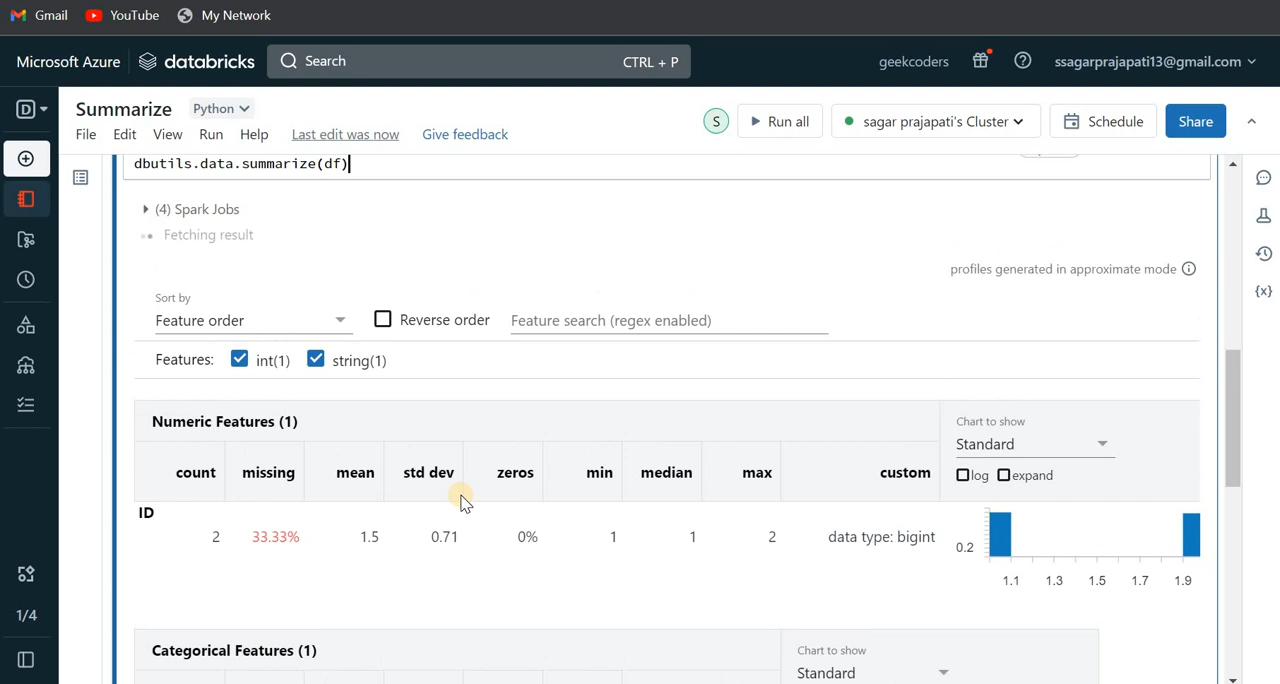 Gmail YouTube My Network
Microsoft Azure databricks Search CTRL + P geekcoders ssagarprajapati13@gmail.com
D Summarize Python
File Edit View Run Help Last edit was now Give feedback S Run all sagar prajapati's Cluster Schedule Share
dbutils.data.summarize(df)
(4) Spark Jobs
Fetching result
profiles generated in approximate mode
Sort by
Feature order Reverse order Feature search (regex enabled)
Features: int(1) string(1)
Numeric Features (1) Chart to show
Standard
count missing mean std dev zeros min median max custom log expand
ID
2 33.33% 1.5 0.71 0% 1 1 2 data type: bigint 0.2
1.1 1.3 1.5 1.7 1.9
1/4
Categorical Features (1) Chart to show
Standard